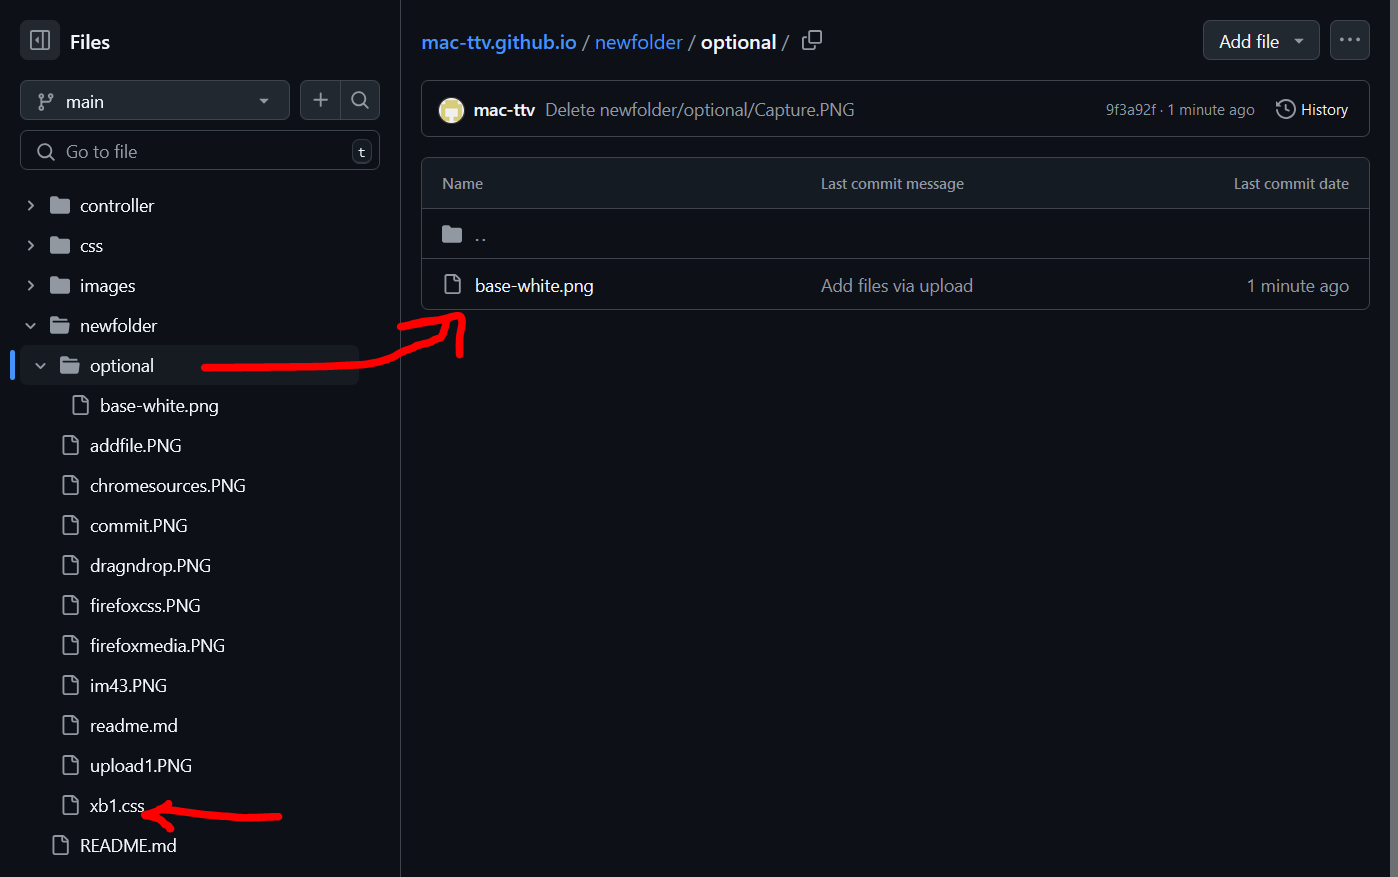 Files
main
Go to file
t
controller
css
images
newfolder
optional
base-white.png
addfile.PNG
chromesources.PNG
commit.PNG
dragndrop.PNG
firefoxcss.PNG
firefoxmedia.PNG
im43.PNG
readme.md
upload1.PNG
xb1.css
README.md
mac-ttv.github.io / newfolder / optional /
Add file
mac-ttv Delete newfolder/optional/Capture.PNG 9f3a92f · 1 minute ago History
Name Last commit message Last commit date
..
base-white.png Add files via upload 1 minute ago